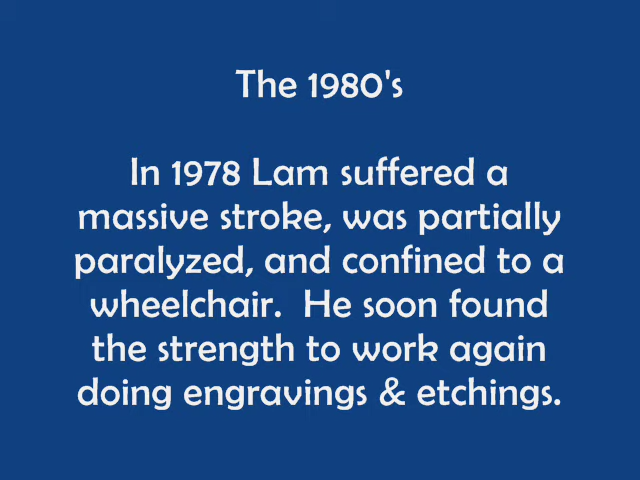 The 1980's
In 1978 Lam suffered a
massive stroke, was partially
paralyzed, and confined to a
wheelchair.  He soon found
the strength to work again
doing engravings & etchings.